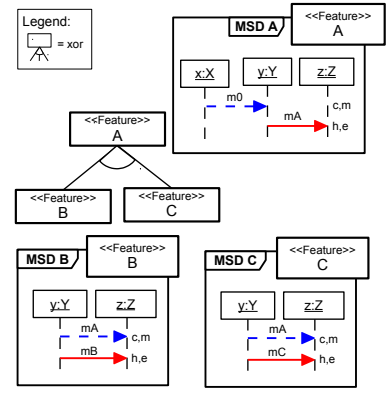 Legend:
= xor
MSD A
<<Feature>>
A
x:X
y:Y
z:Z
m0
c,m
mA
h,e
<<Feature>>
A
<<Feature>>
B
<<Feature>>
C
MSD B
<<Feature>>
B
y:Y
z:Z
mA
c,m
mB
h,e
MSD C
<<Feature>>
C
y:Y
z:Z
mA
c,m
mC
h,e